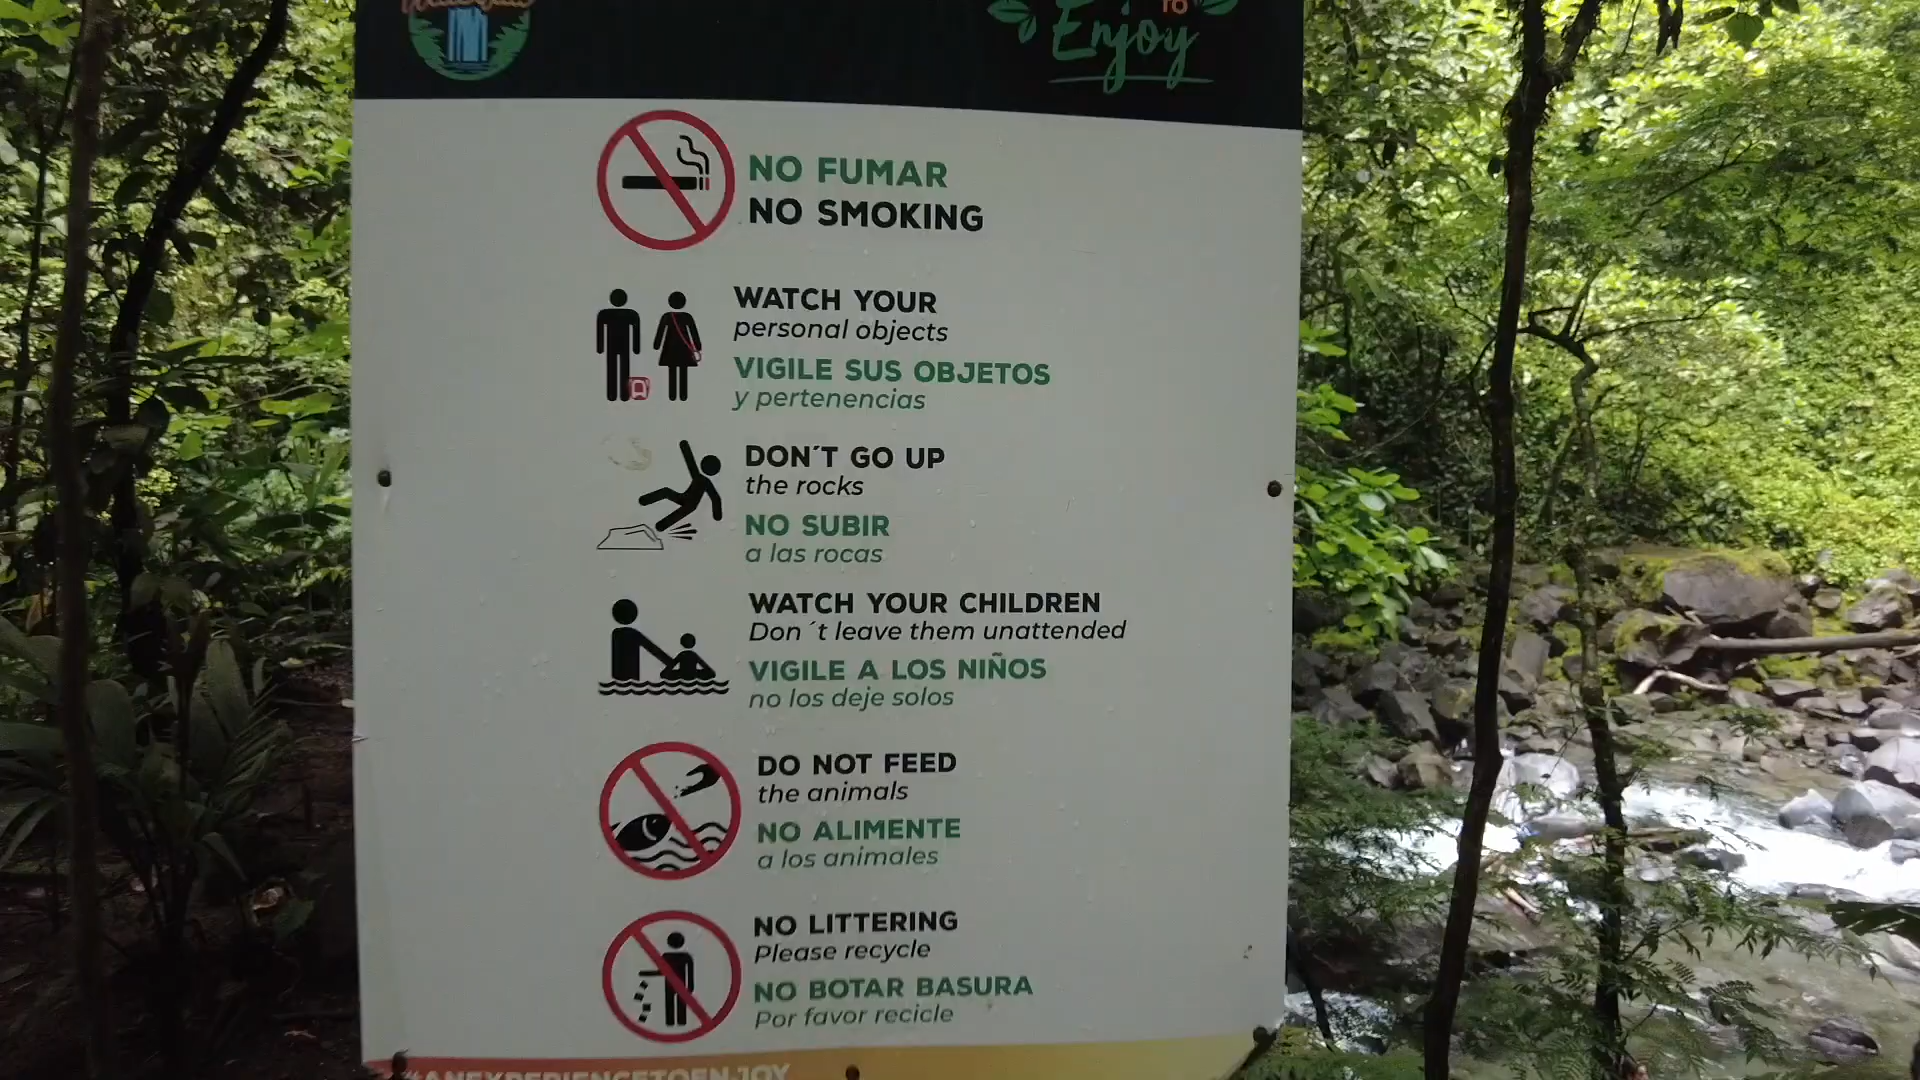 TO
Enjoy
NO FUMAR
NO SMOKING
WATCH YOUR
personal objects
VIGILE SUS OBJETOS
y pertenencias
DON´T GO UP
the rocks
NO SUBIR
a las rocas
WATCH YOUR CHILDREN
Don´t leave them unattended
VIGILE A LOS NIÑOS
no los deje solos
DO NOT FEED
the animals
NO ALIMENTE
a los animales
NO LITTERING
Please recycle
NO BOTAR BASURA
Por favor recicle
#ANEXPERIENCETOENJOY